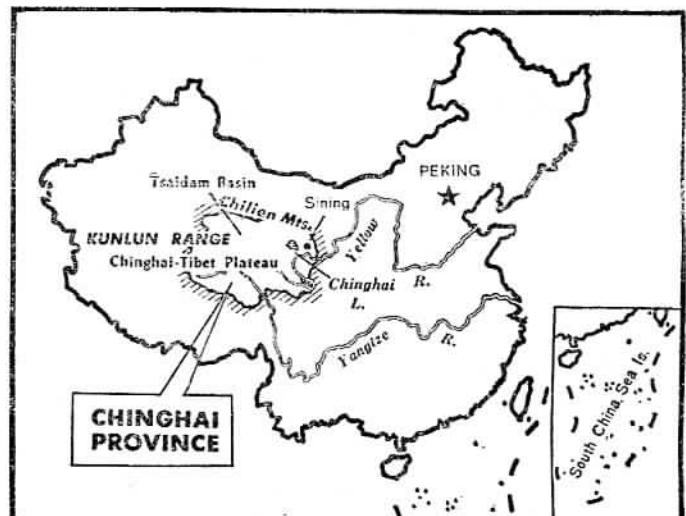 PEKING
Tsaidam Basin
Sining
Chilien Mts.
Yellow
R.
KUNLUN RANGE
Chinghai-Tibet Plateau
Chinghai
L.
Yangtze
R.
CHINGHAI
PROVINCE
South China Sea Is.